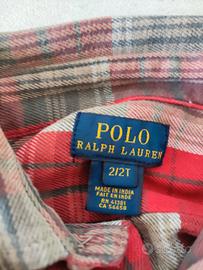 POLO
RALPH LAUREN
2/2T
MADE IN INDIA
FAIT EN INDE
RN 41381
CA 56658